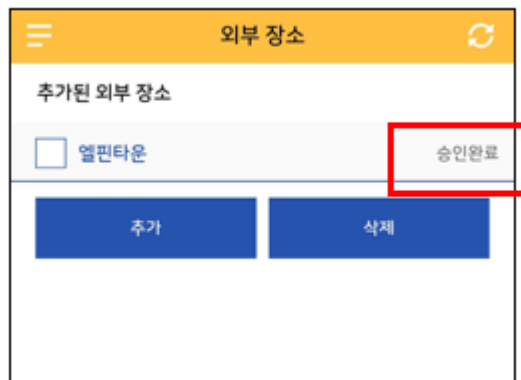 외부 장소
추가된 외부 장소
엘핀타운 승인완료
추가 삭제